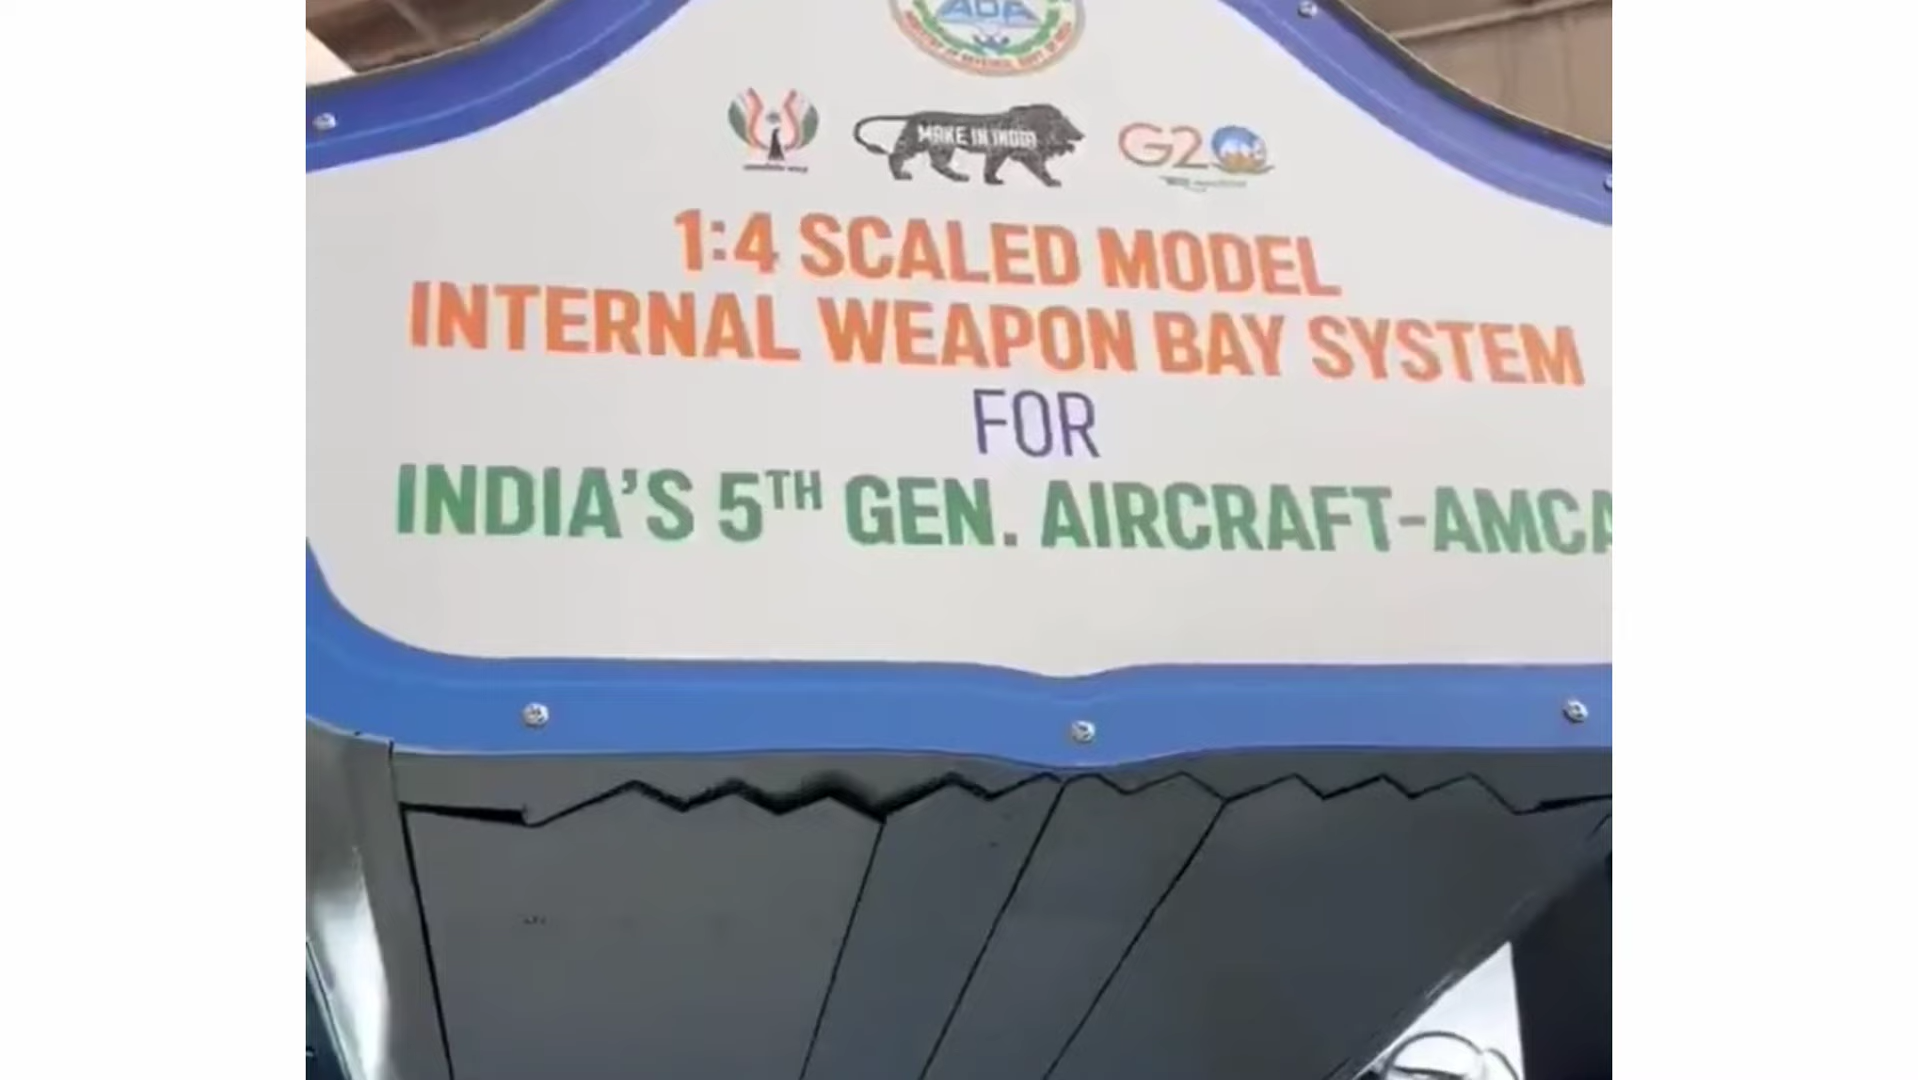 ADA
MAKE IN INDIA
G20
1:4 SCALED MODEL
INTERNAL WEAPON BAY SYSTEM
FOR
INDIA'S 5TH GEN. AIRCRAFT-AMCA